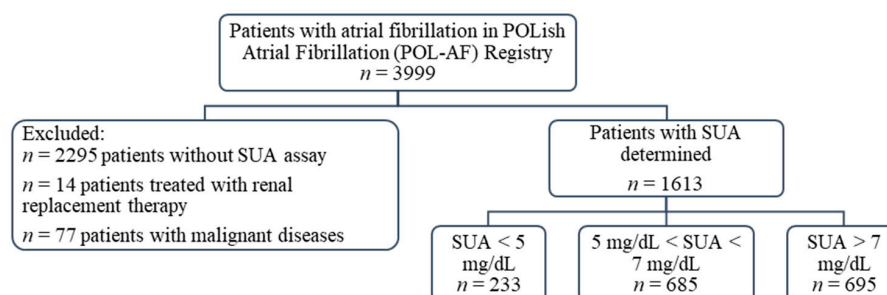 Patients with atrial fibrillation in POLish
Atrial Fibrillation (POL-AF) Registry
n = 3999
Excluded:
n = 2295 patients without SUA assay
n = 14 patients treated with renal
replacement therapy
n = 77 patients with malignant diseases
Patients with SUA
determined
n = 1613
SUA < 5
mg/dL
n = 233
5 mg/dL < SUA <
7 mg/dL
n = 685
SUA > 7
mg/dL
n = 695